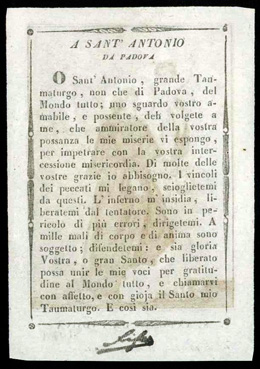 A SANT' ANTONIO
DA PADOVA
O Sant' Antonio, grande Tau-
maturgo, non che di Padova, del
Mondo tutto; uno sguardo vostro a-
mabile, e possente, deh volgete a
me, che ammiratore della vostra
possanza le mie miserie vi espongo,
per impetrare con la vostra inter-
cessione misericordia. Di molte delle
vostre grazie io abbisogno. I vincoli
dei peccati mi legano, scioglietemi
da questi. L' inferno m' insidia, li-
beratemi dal tentatore. Sono in pe-
ricolo di più errori, dirigetemi. A
mille mali di corpo e di anima sono
soggetto; difendetemi: e sia gloria
Vostra, o gran Santo, che liberato
possa unir le mie voci per gratitu-
dine al Mondo tutto, e chiamarvi
con affetto, e con gioja il Santo mio
Taumaturgo. E così sia.